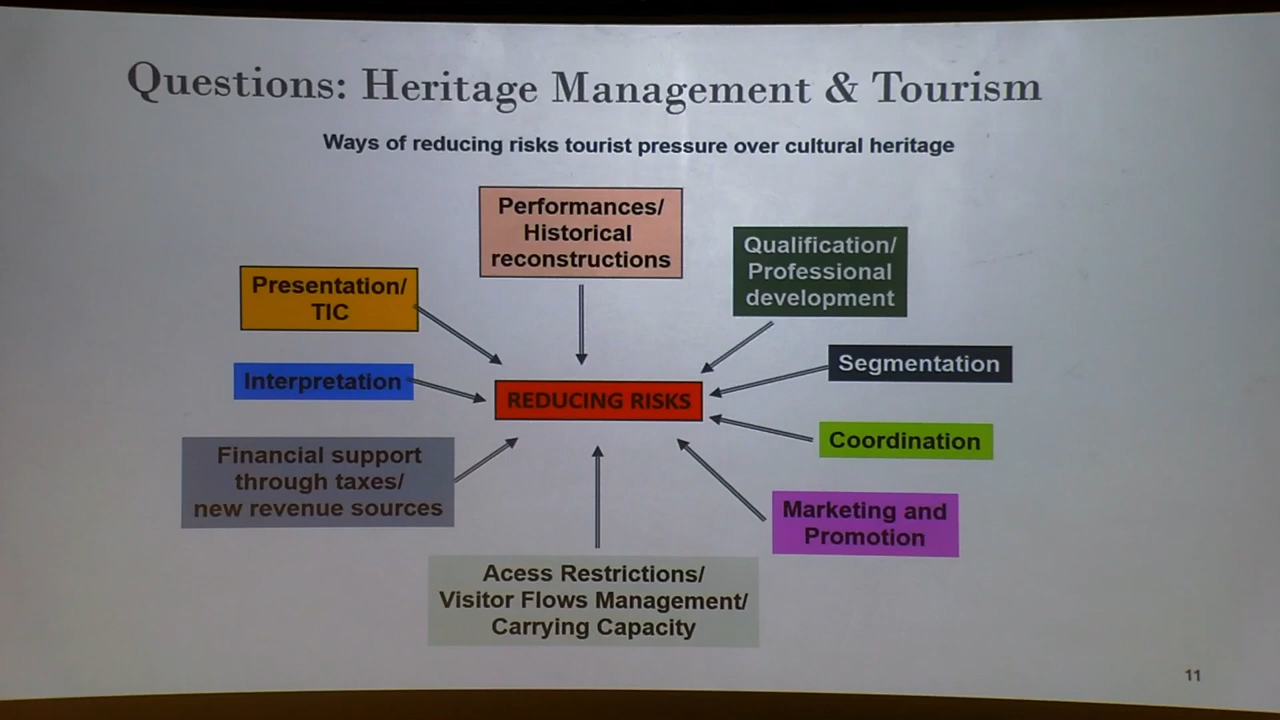 Questions: Heritage Management & Tourism
Ways of reducing risks tourist pressure over cultural heritage
Performances/
Historical
reconstructions
Qualification/
Professional
development
Presentation/
TIC
Segmentation
Interpretation
REDUCING RISKS
Coordination
Financial support
through taxes/
new revenue sources
Marketing and
Promotion
Acess Restrictions/
Visitor Flows Management/
Carrying Capacity
11